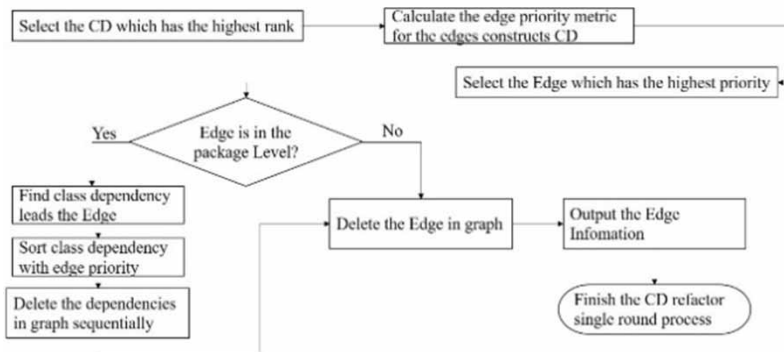 Select the CD which has the highest rank
Calculate the edge priority metric
for the edges constructs CD
Select the Edge which has the highest priority
Edge is in the
package Level?
Yes
No
Find class dependency
leads the Edge
Sort class dependency
with edge priority
Delete the dependencies
in graph sequentially
Delete the Edge in graph
Output the Edge
Infomation
Finish the CD refactor
single round process